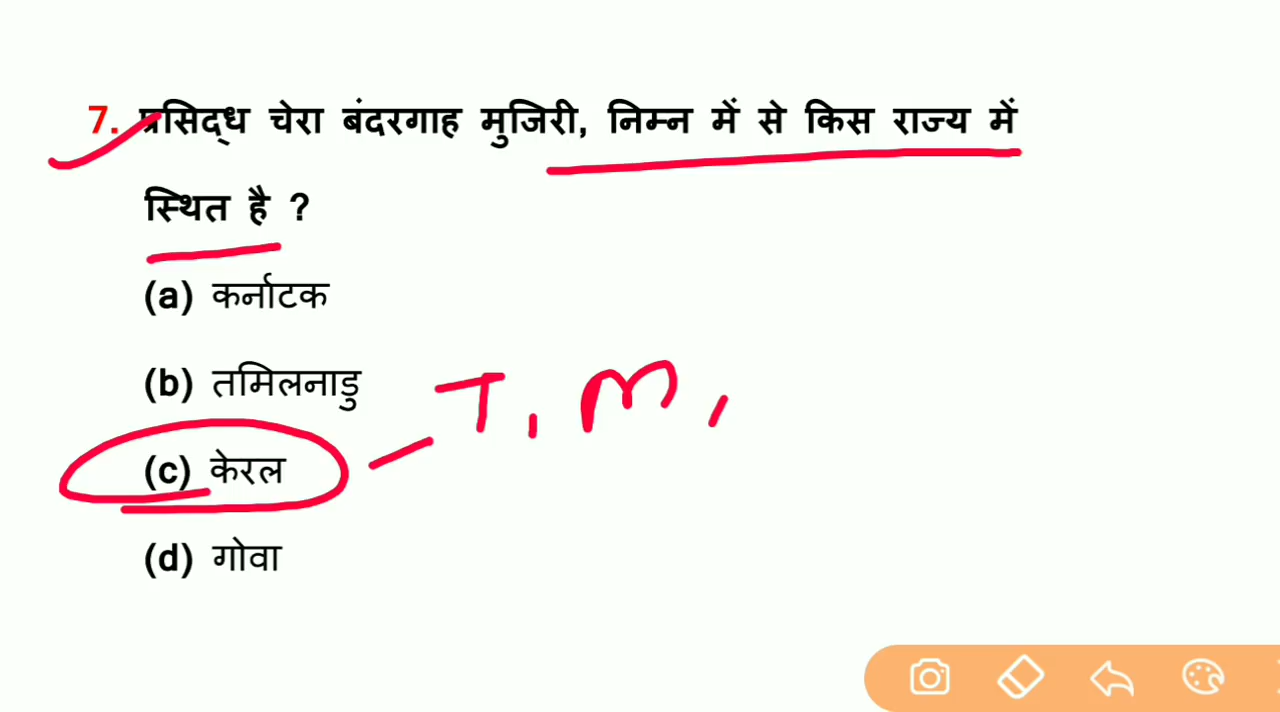 7. प्रसिद्ध चेरा बंदरगाह मुजिरी, निम्न में से किस राज्य में
स्थित है ?
(a) कर्नाटक
(b) तमिलनाडु
T, M,
(c) केरल
(d) गोवा